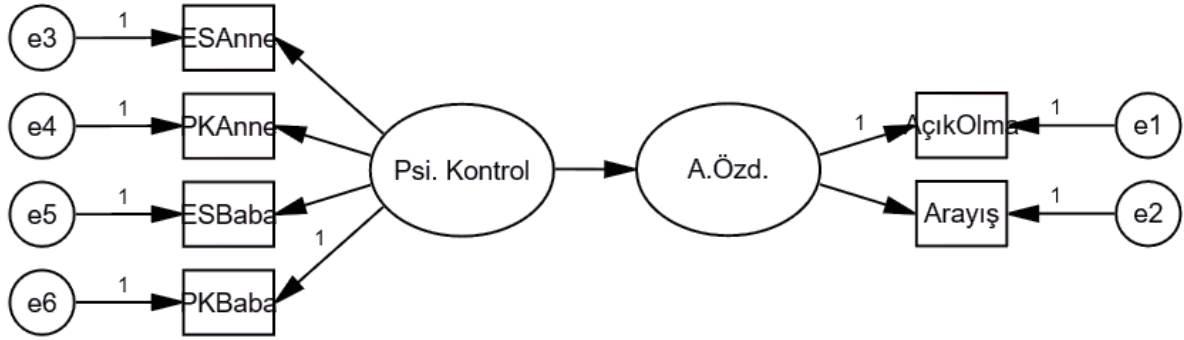 e3
1
ESAnne
e4
1
PKAnne
e5
1
ESBaba
e6
1
PKBaba
1
Psi. Kontrol
A.Özd.
1
AçıkOlma
1
e1
Arayış
1
e2